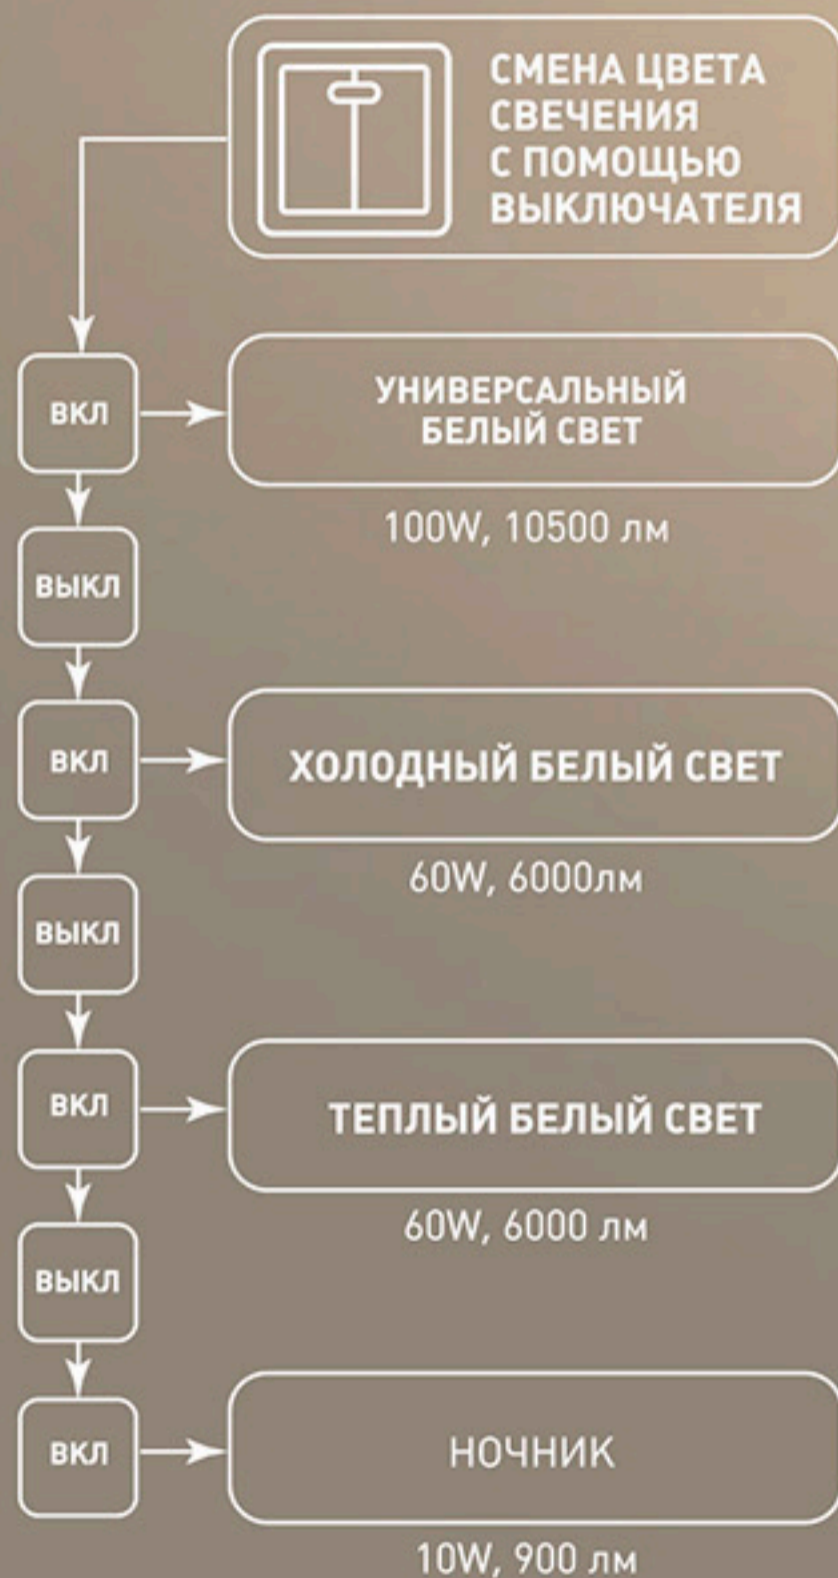 СМЕНА ЦВЕТА
СВЕЧЕНИЯ
С ПОМОЩЬЮ
ВЫКЛЮЧАТЕЛЯ
ВКЛ
УНИВЕРСАЛЬНЫЙ
БЕЛЫЙ СВЕТ
100W, 10500 лм
ВЫКЛ
ВКЛ
ХОЛОДНЫЙ БЕЛЫЙ СВЕТ
60W, 6000лм
ВЫКЛ
ВКЛ
ТЕПЛЫЙ БЕЛЫЙ СВЕТ
60W, 6000 лм
ВЫКЛ
ВКЛ
НОЧНИК
10W, 900 лм